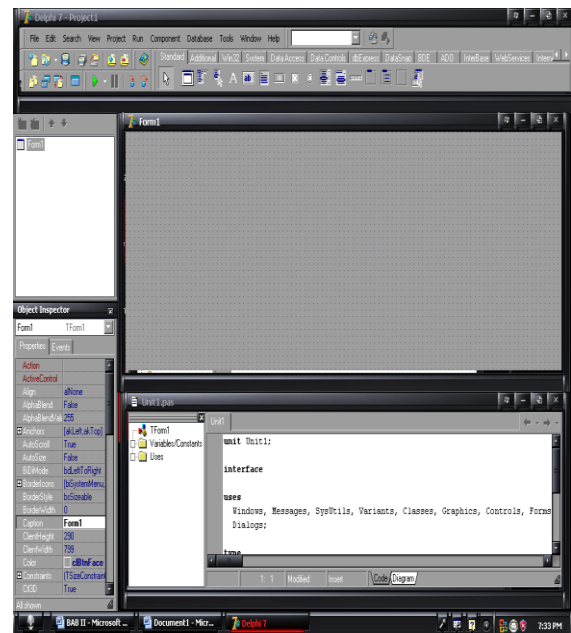 Delphi 7 - Project1
File Edit Search View Project Run Component Database Tools Window Help
Standard Additional Win32 System Data Access Data Controls dbExpress DataSnap BDE ADO InterBase WebServices
Form1
Form1
Object Inspector
Form1 TForm1
Properties Events
Action
ActiveControl
Align alNone
AlphaBlend False
255
Anchors [akLeft,akTop]
AutoScroll True
AutoSize False
BiDiMode bdLeftToRight
BorderIcons [biSystemMenu,
BorderStyle bsSizeable
BorderWidth 0
Caption Form1
ClientHeight 290
ClientWidth 799
Color clBtnFace
Constraints (TSizeConstraint
Ctl3D True
All shown
Unit1.pas
Unit1
TForm1
Variables/Constants
Uses
unit Unit1;
interface
uses
Windows, Messages, SysUtils, Variants, Classes, Graphics, Controls, Forms
Dialogs;
type
1: 1 Modified Insert Code Diagram
BAB II - Microsoft ... Document1 - Micr... Delphi 7 7:33 PM